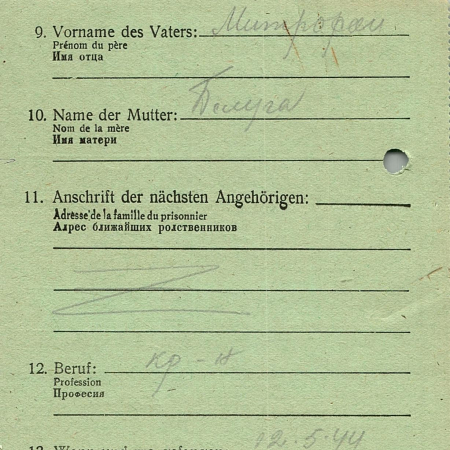 9. Vorname des Vaters: Митрофан
Prénom du père
Имя отца
10. Name der Mutter: Белуга
Nom de la mère
Имя матери
11. Anschrift der nächsten Angehörigen:
Adresse de la famille du prisonnier
Адрес ближайших родственников
12. Beruf: кр-н
Profession
Професия
12.5.44